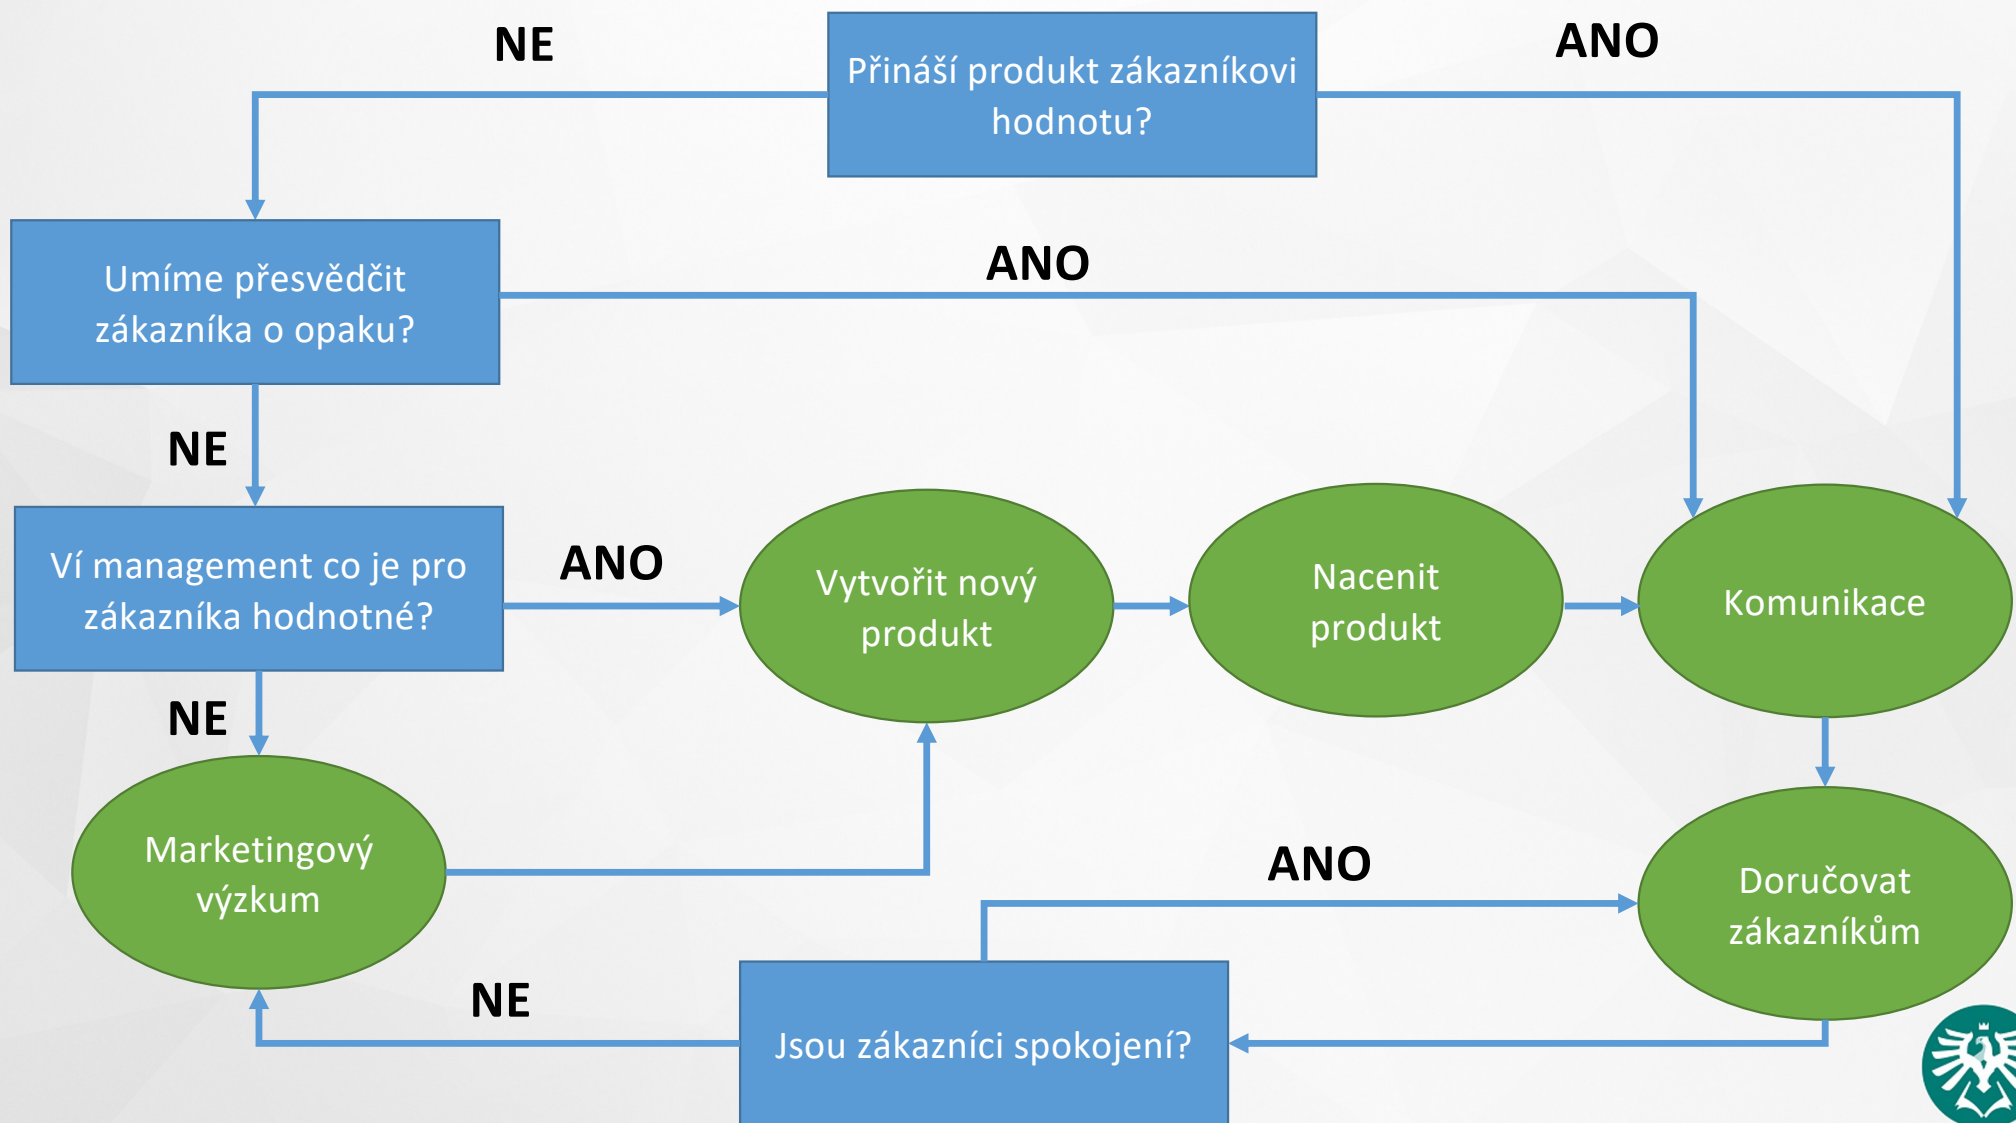 NE
Přináší produkt zákazníkovi
hodnotu?
ANO
Umíme přesvědčit
zákazníka o opaku?
ANO
NE
Ví management co je pro
zákazníka hodnotné?
ANO
Vytvořit nový
produkt
Nacenit
produkt
Komunikace
NE
Marketingový
výzkum
ANO
Doručovat
zákazníkům
NE
Jsou zákazníci spokojení?